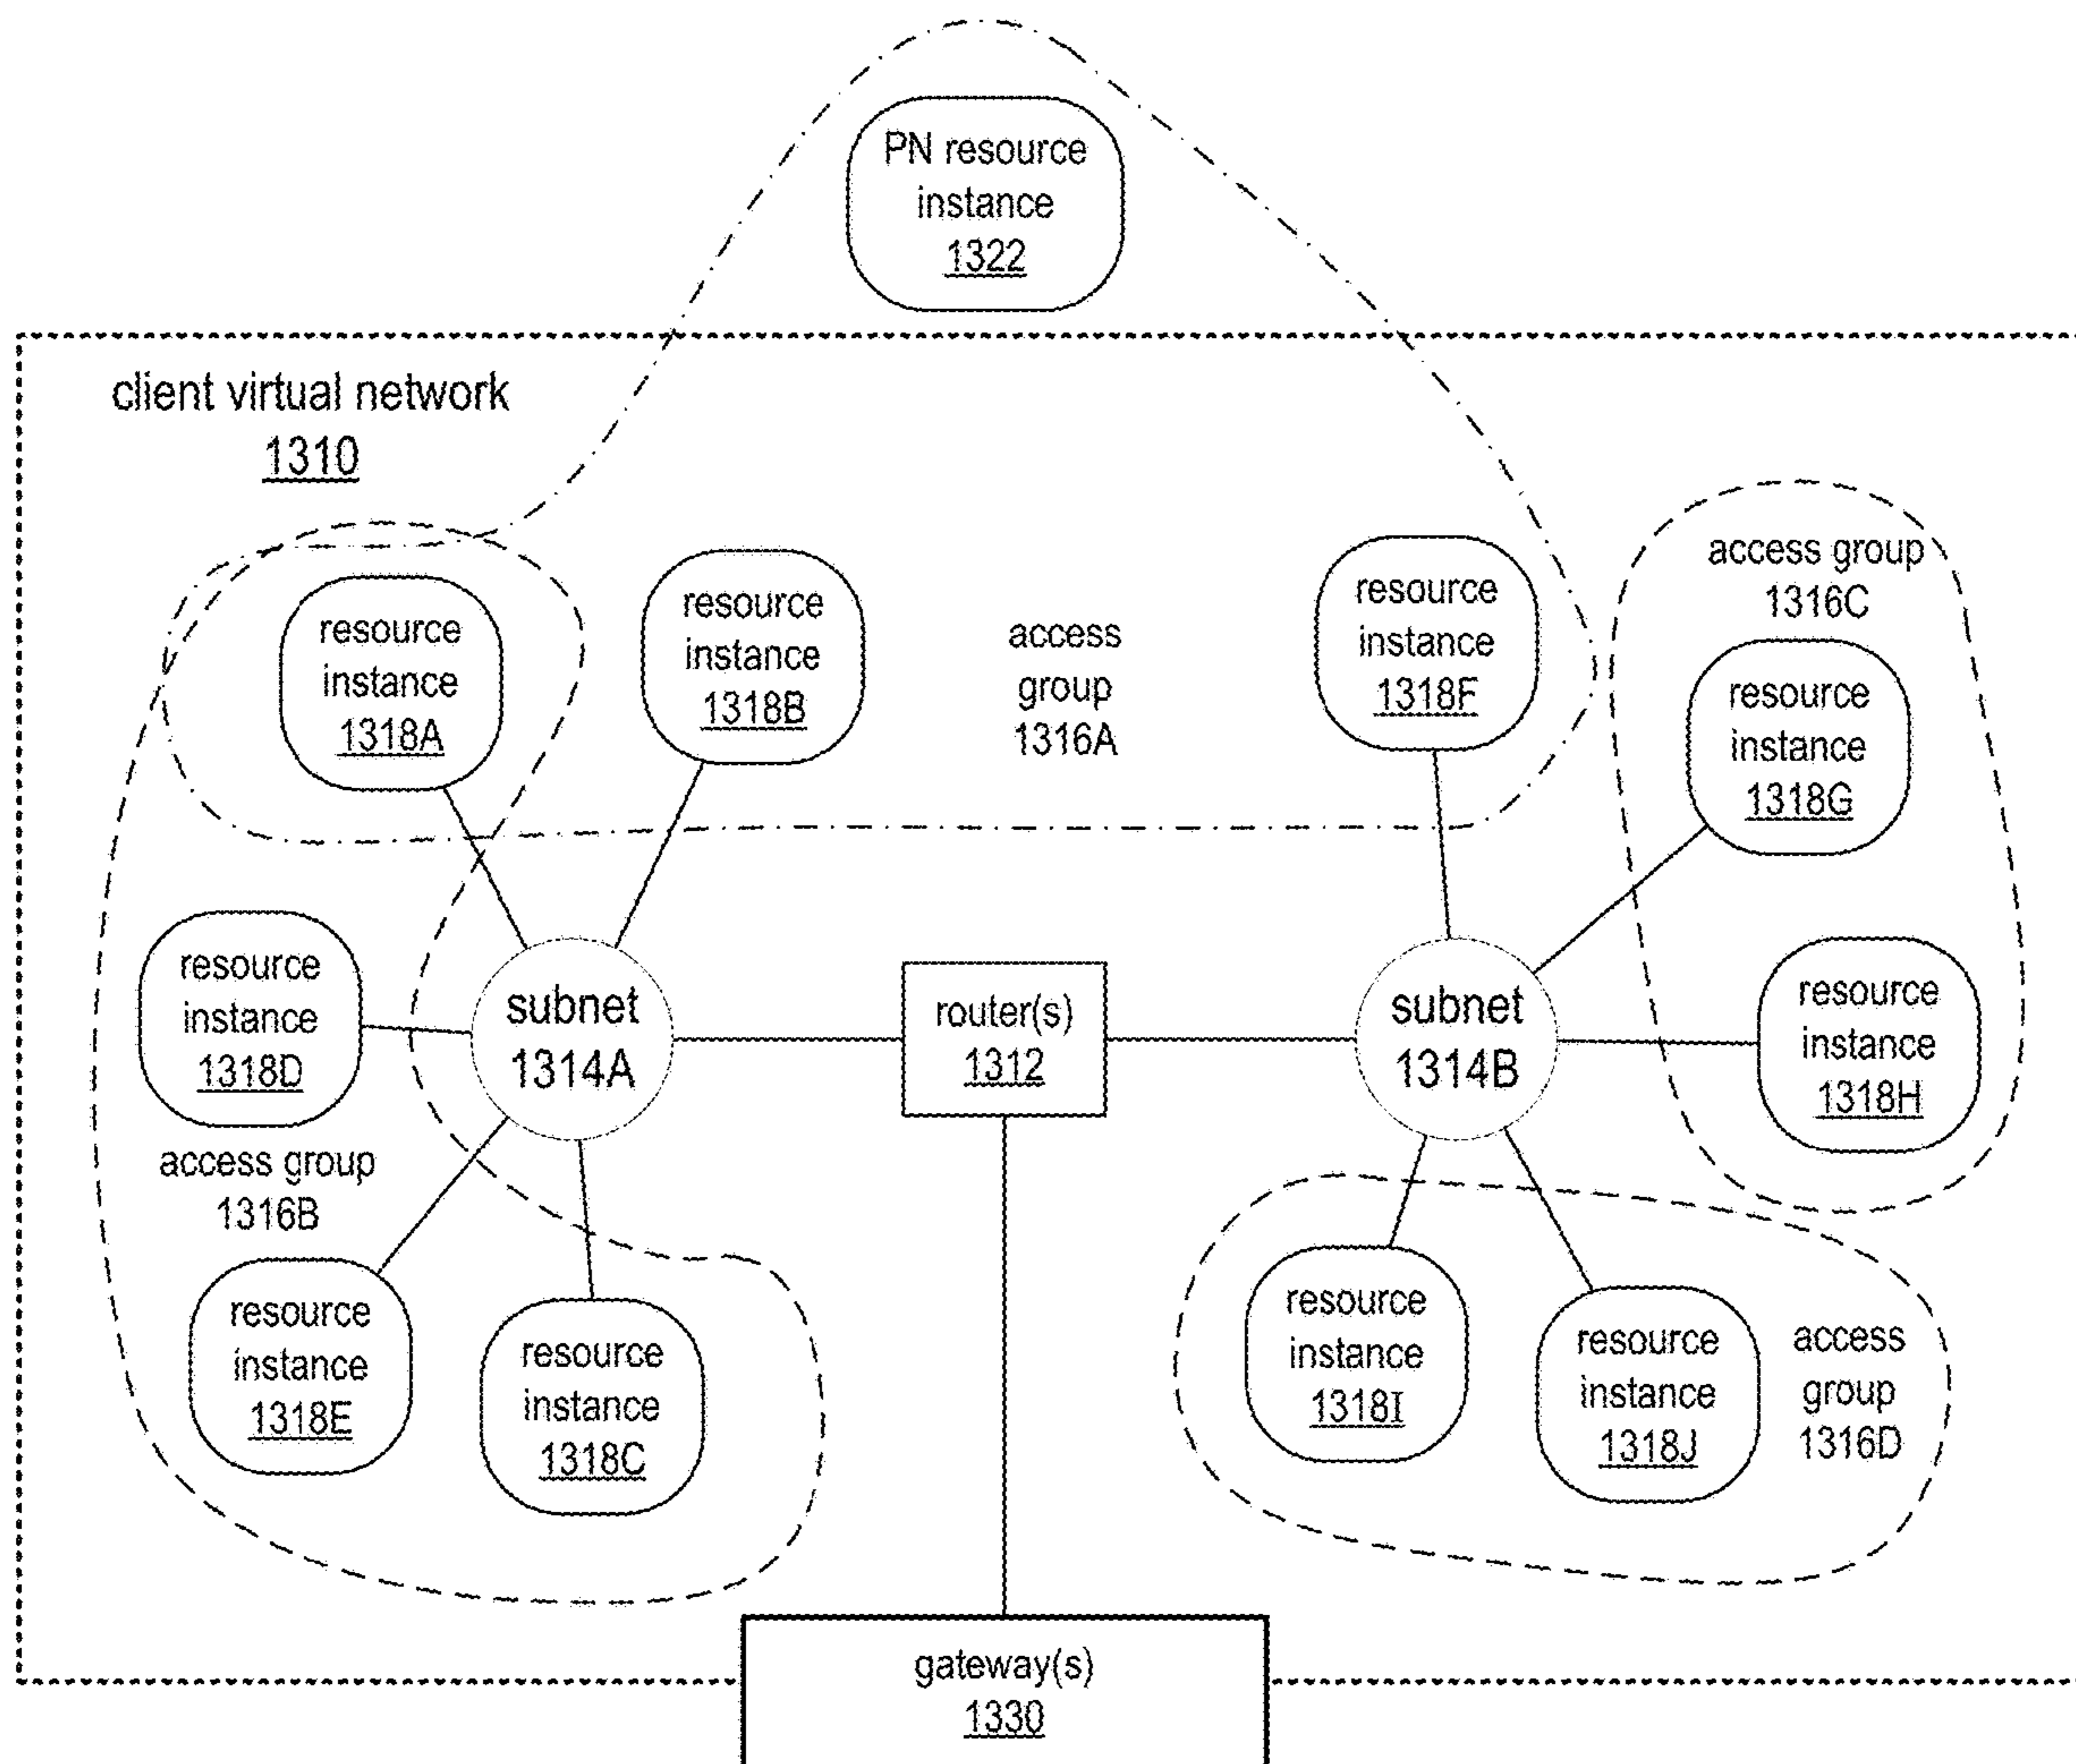 PN resource
instance
1322
client virtual network
1310
resource
instance
1318A
resource
instance
1318B
access
group
1316A
resource
instance
1318F
access group
1316C
resource
instance
1318G
resource
instance
1318D
subnet
1314A
router(s)
1312
subnet
1314B
resource
instance
1318H
access group
1316B
resource
instance
1318E
resource
instance
1318C
resource
instance
1318I
resource
instance
1318J
access
group
1316D
gateway(s)
1330